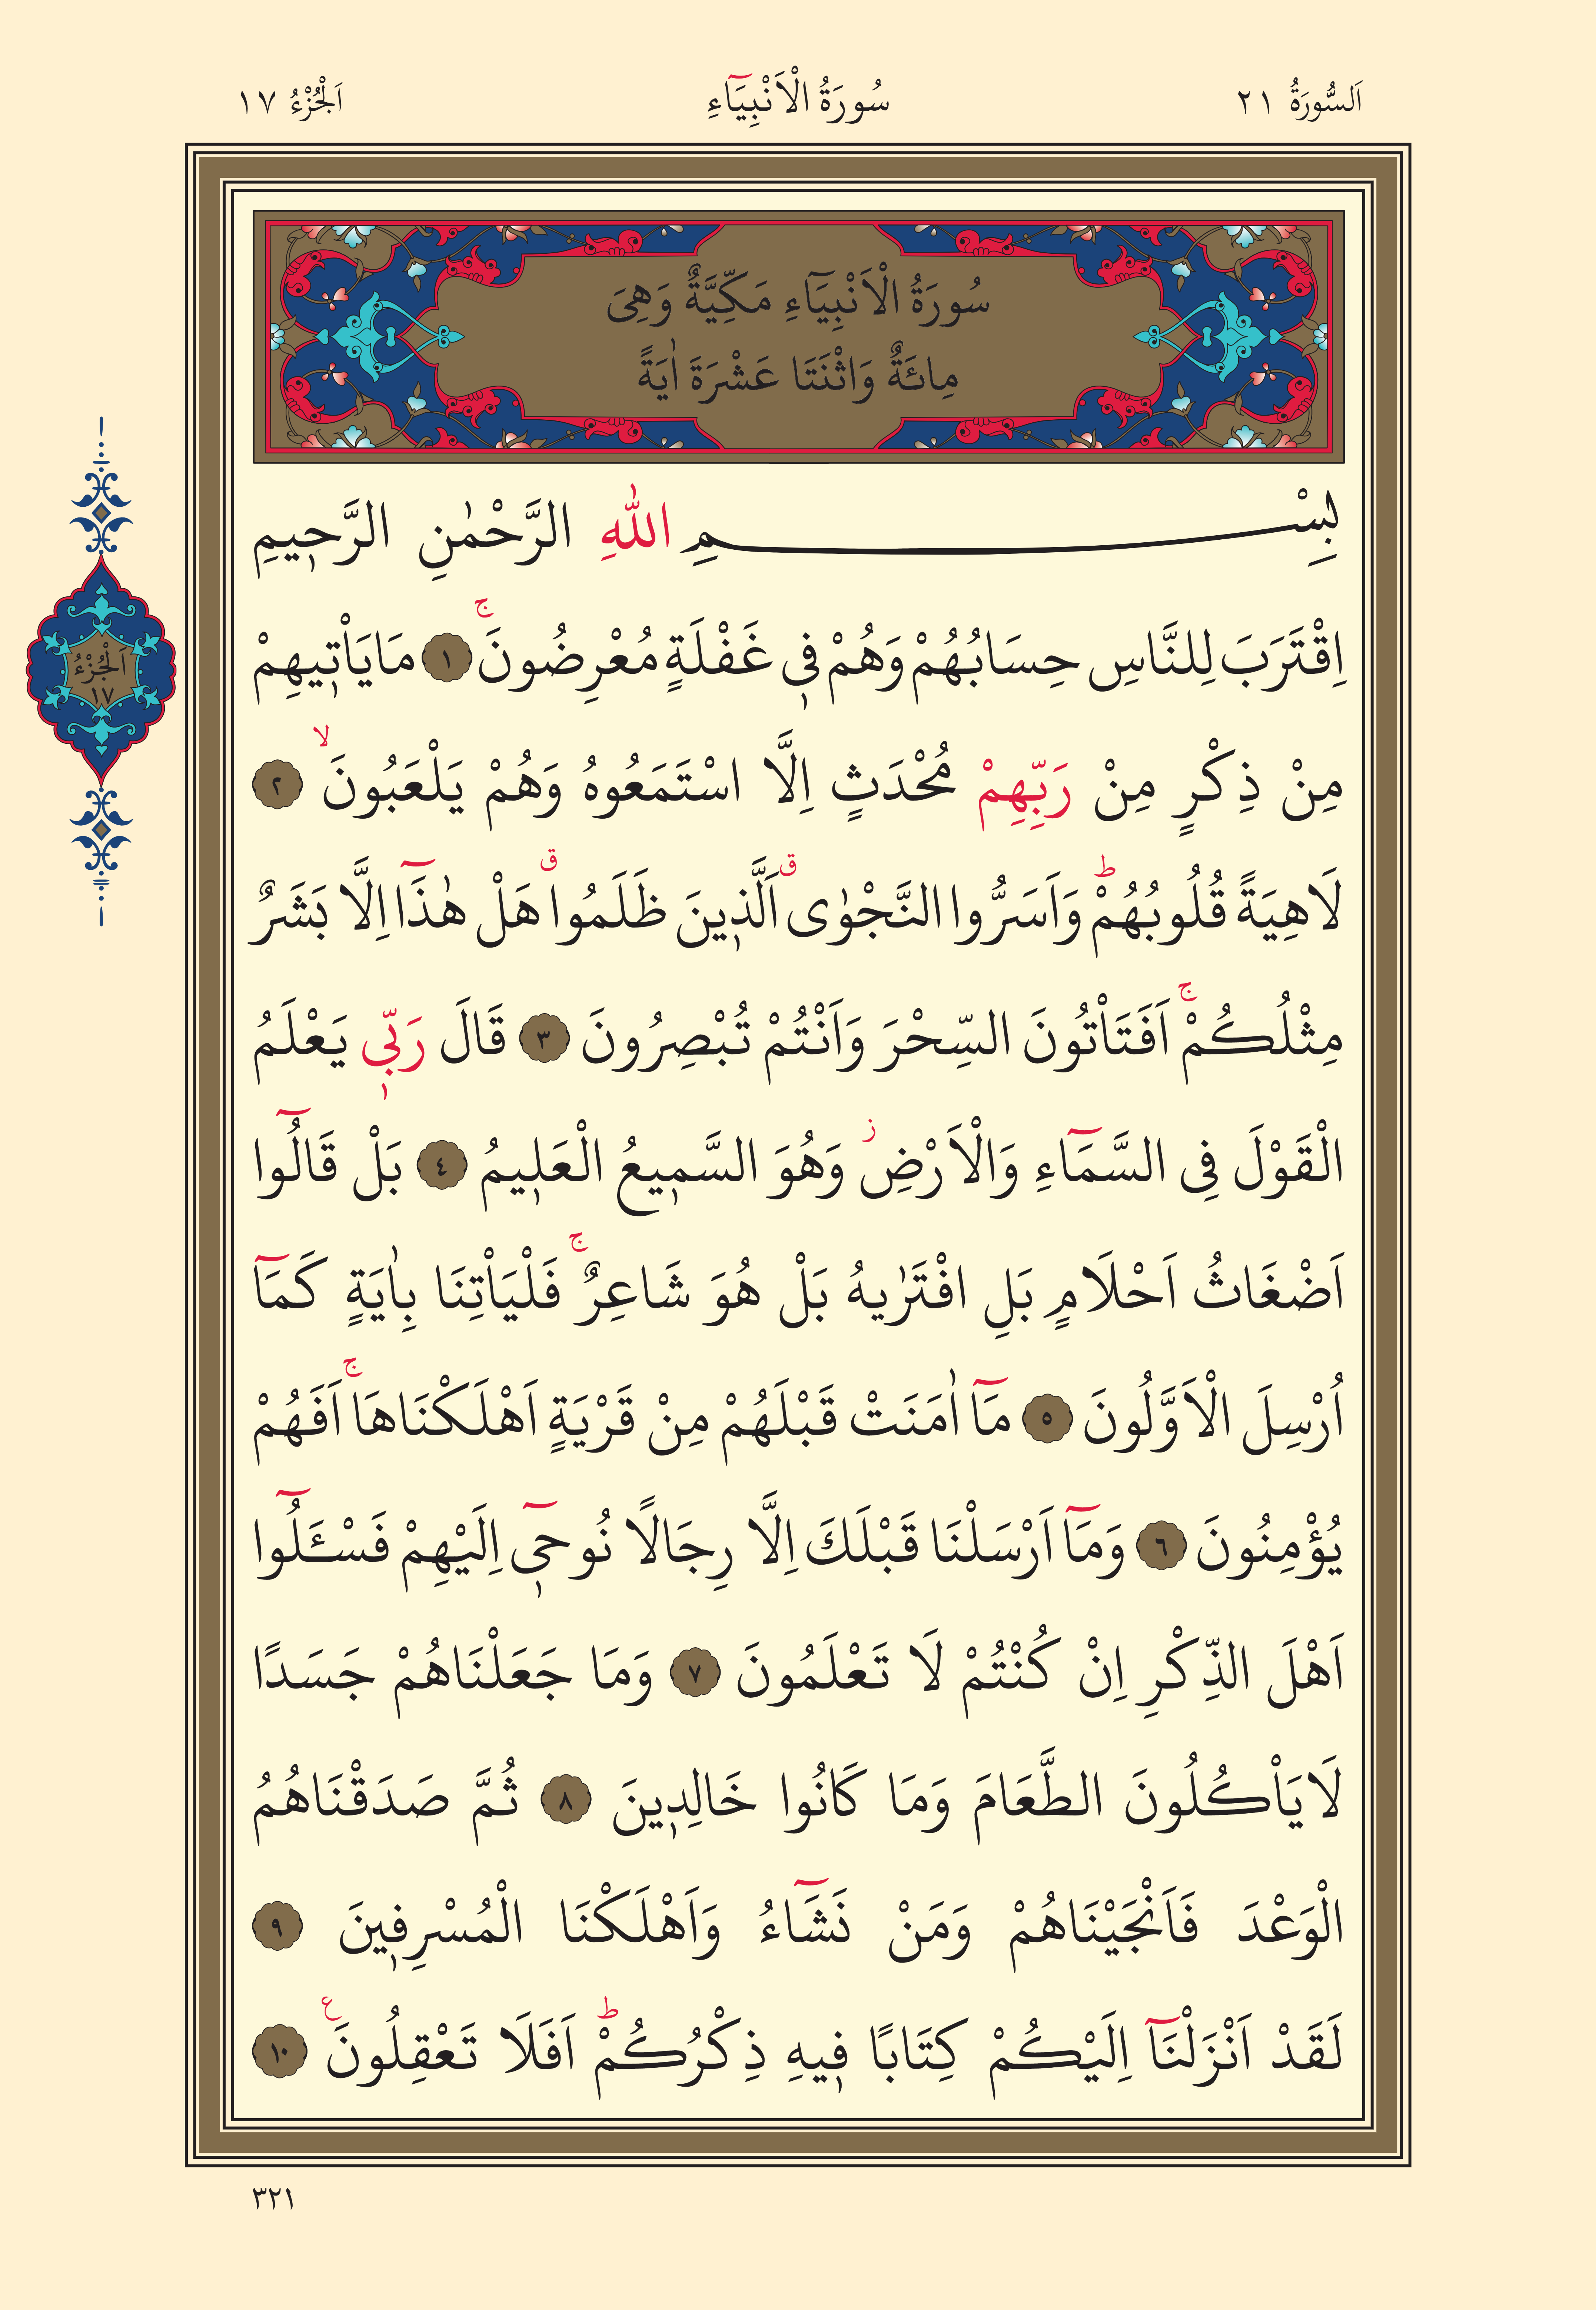 اَلسُّورَةُ ٢١
سُورَةُ الْاَنْبِيَٓاءِ
اَلْجُزْءُ ١٧
سُورَةُ الْاَنْبِيَٓاءِ مَكِّيَّةٌ وَهِىَ
مِائَةٌ وَاثْنَتَا عَشْرَةَ اٰيَةً
بِسْمِ اللّٰهِ الرَّحْمٰنِ الرَّحٖيمِ
اِقْتَرَبَ لِلنَّاسِ حِسَابُهُمْ وَهُمْ فٖى غَفْلَةٍ مُعْرِضُونَۚ ١ مَا يَاْتٖيهِمْ
مِنْ ذِكْرٍ مِنْ رَبِّهِمْ مُحْدَثٍ اِلَّا اسْتَمَعُوهُ وَهُمْ يَلْعَبُونَۙ ٢
لَاهِيَةً قُلُوبُهُمْؕ وَاَسَرُّوا النَّجْوٰىࣗ اَلَّذٖينَ ظَلَمُواࣗ هَلْ هٰذَٓا اِلَّا بَشَرٌ
مِثْلُكُمْۚ اَفَتَاْتُونَ السِّحْرَ وَاَنْتُمْ تُبْصِرُونَ ٣ قَالَ رَبّٖى يَعْلَمُ
الْقَوْلَ فِى السَّمَٓاءِ وَالْاَرْضِؗ وَهُوَ السَّمٖيعُ الْعَلٖيمُ ٤ بَلْ قَالُٓوا
اَضْغَاثُ اَحْلَامٍ بَلِ افْتَرٰيهُ بَلْ هُوَ شَاعِرٌۚ فَلْيَاْتِنَا بِاٰيَةٍ كَمَٓا
اُرْسِلَ الْاَوَّلُونَ ٥ مَٓا اٰمَنَتْ قَبْلَهُمْ مِنْ قَرْيَةٍ اَهْلَكْنَاهَاۚ اَفَهُمْ
يُؤْمِنُونَ ٦ وَمَٓا اَرْسَلْنَا قَبْلَكَ اِلَّا رِجَالًا نُوحٖٓى اِلَيْهِمْ فَسْـَٔلُٓوا
اَهْلَ الذِّكْرِ اِنْ كُنْتُمْ لَا تَعْلَمُونَ ٧ وَمَا جَعَلْنَاهُمْ جَسَدًا
لَا يَاْكُلُونَ الطَّعَامَ وَمَا كَانُوا خَالِدٖينَ ٨ ثُمَّ صَدَقْنَاهُمُ
الْوَعْدَ فَاَنْجَيْنَاهُمْ وَمَنْ نَشَٓاءُ وَاَهْلَكْنَا الْمُسْرِفٖينَ ٩
لَقَدْ اَنْزَلْنَٓا اِلَيْكُمْ كِتَابًا فٖيهِ ذِكْرُكُمْؕ اَفَلَا تَعْقِلُونَࣖ ١٠
اَلْجُزْءُ
١٧
٣٢١